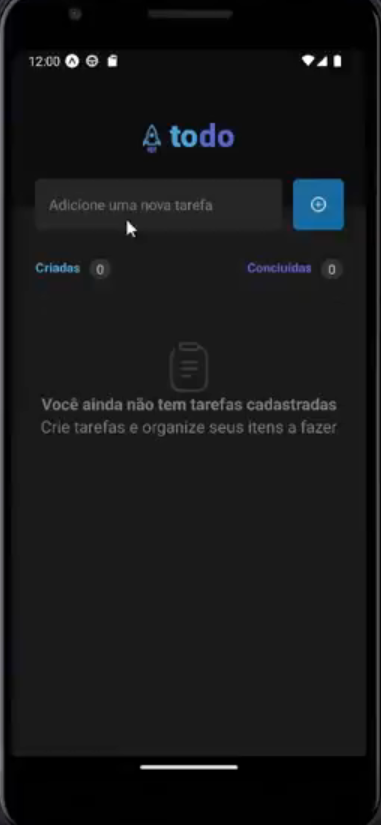 12:00
todo
Adicione uma nova tarefa
Criadas 0
Concluídas 0
Você ainda não tem tarefas cadastradas
Crie tarefas e organize seus itens a fazer